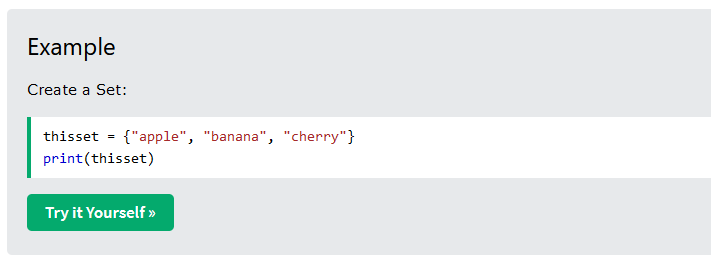 Example
Create a Set:
thisset = {"apple", "banana", "cherry"}
print(thisset)
Try it Yourself »